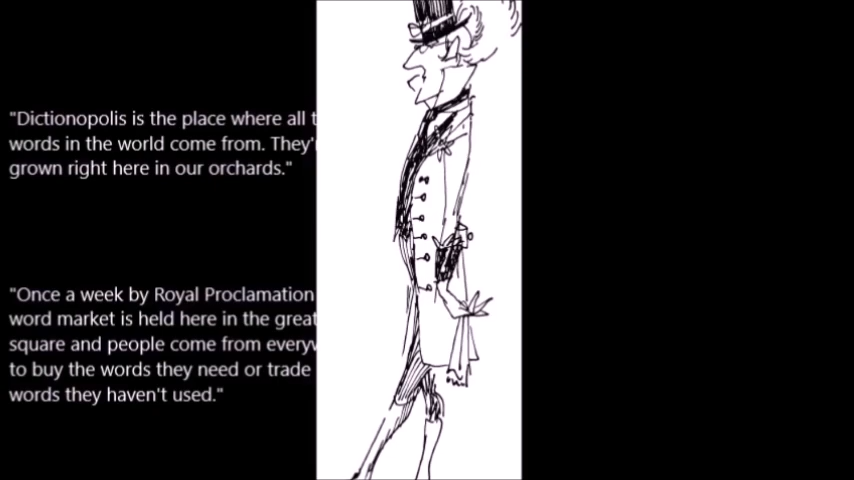 "Dictionopolis is the place where all
words in the world come from.
grown right here in our orchards."
"Once a week by Royal Proclamation
word market is held here in the great
square and people come from
to buy the words they need or trade
words they haven't used."